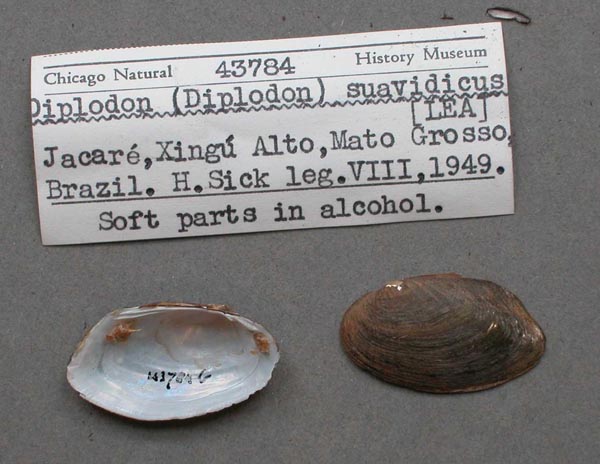 Chicago Natural 43784 History Museum
Diplodon (Diplodon) suavidicus
[LEA]
Jacaré, Xingú Alto, Mato Grosso,
Brazil. H. Sick leg. VIII, 1949.
Soft parts in alcohol.